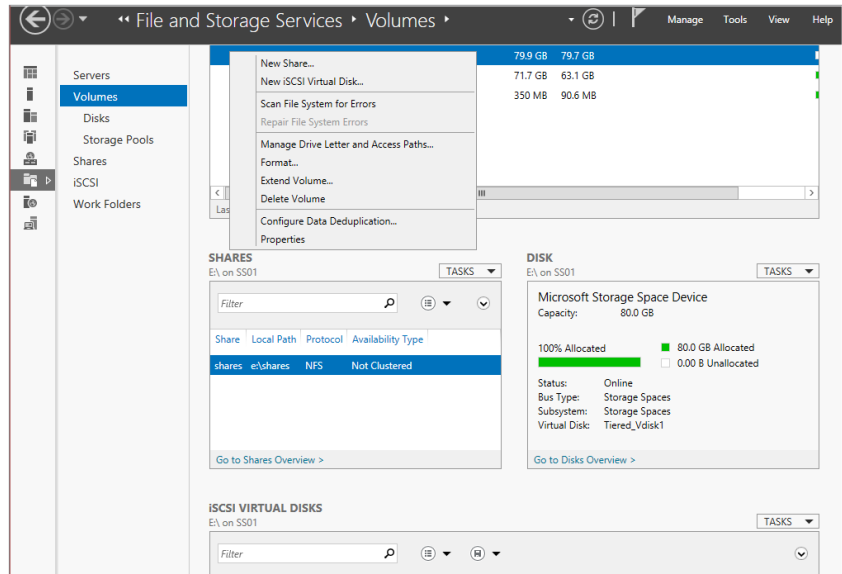 File and Storage Services Volumes
Manage Tools View Help
Servers
Volumes
Disks
Storage Pools
Shares
iSCSI
Work Folders
79.9 GB 79.7 GB
71.7 GB 63.1 GB
350 MB 90.6 MB
New Share...
New iSCSI Virtual Disk...
Scan File System for Errors
Repair File System Errors
Manage Drive Letter and Access Paths...
Format...
Extend Volume...
Delete Volume
Configure Data Deduplication...
Properties
Las
SHARES
E:\ on SS01
TASKS
Filter
Share Local Path Protocol Availability Type
shares e:\shares NFS Not Clustered
Go to Shares Overview >
DISK
E:\ on SS01
TASKS
Microsoft Storage Space Device
Capacity: 80.0 GB
100% Allocated
80.0 GB Allocated
0.00 B Unallocated
Status: Online
Bus Type: Storage Spaces
Subsystem: Storage Spaces
Virtual Disk: Tiered_Vdisk1
Go to Disks Overview >
iSCSI VIRTUAL DISKS
E:\ on SS01
TASKS
Filter